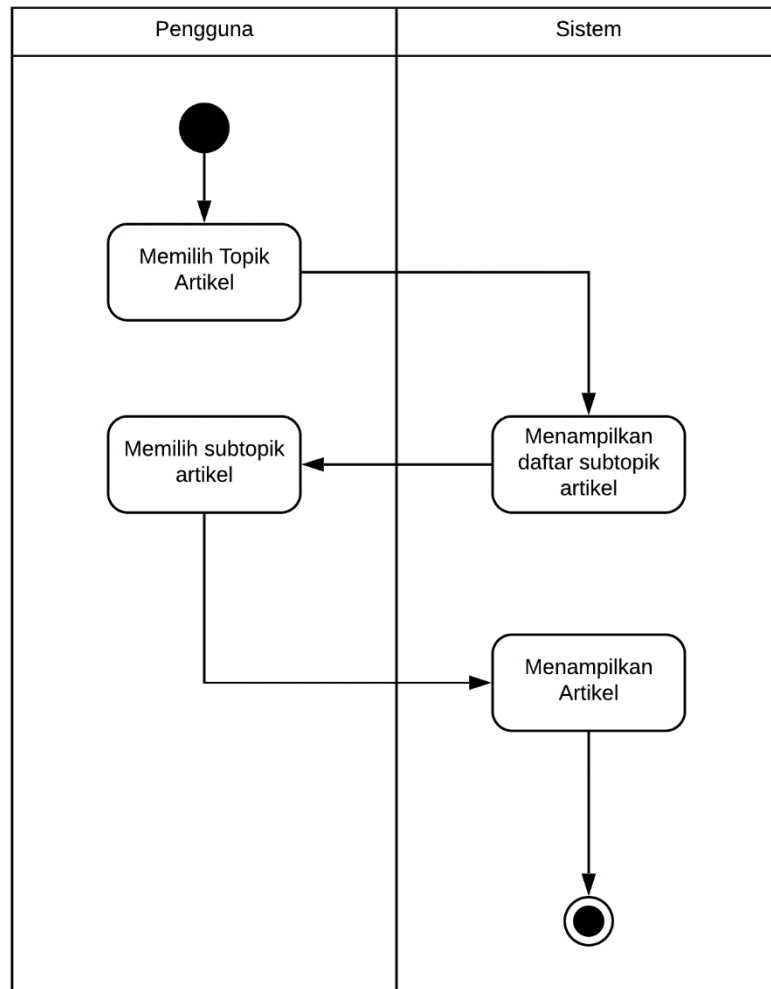 Pengguna
Sistem
Memilih Topik
Artikel
Menampilkan
daftar subtopik
artikel
Memilih subtopik
artikel
Menampilkan
Artikel